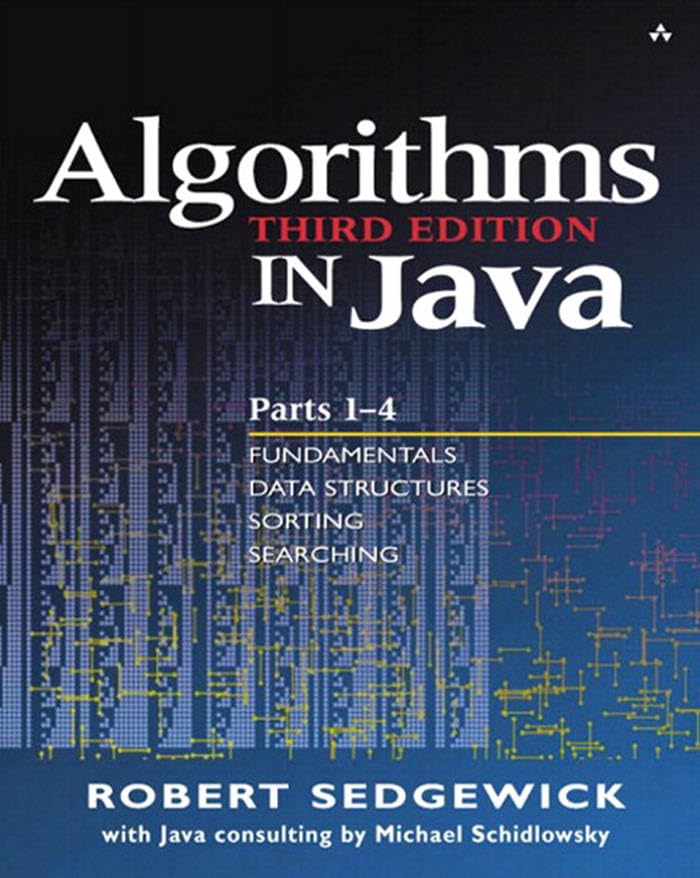 Algorithms
THIRD EDITION
IN Java
Parts 1–4
FUNDAMENTALS
DATA STRUCTURES
SORTING
SEARCHING
ROBERT SEDGEWICK
with Java consulting by Michael Schidlowsky